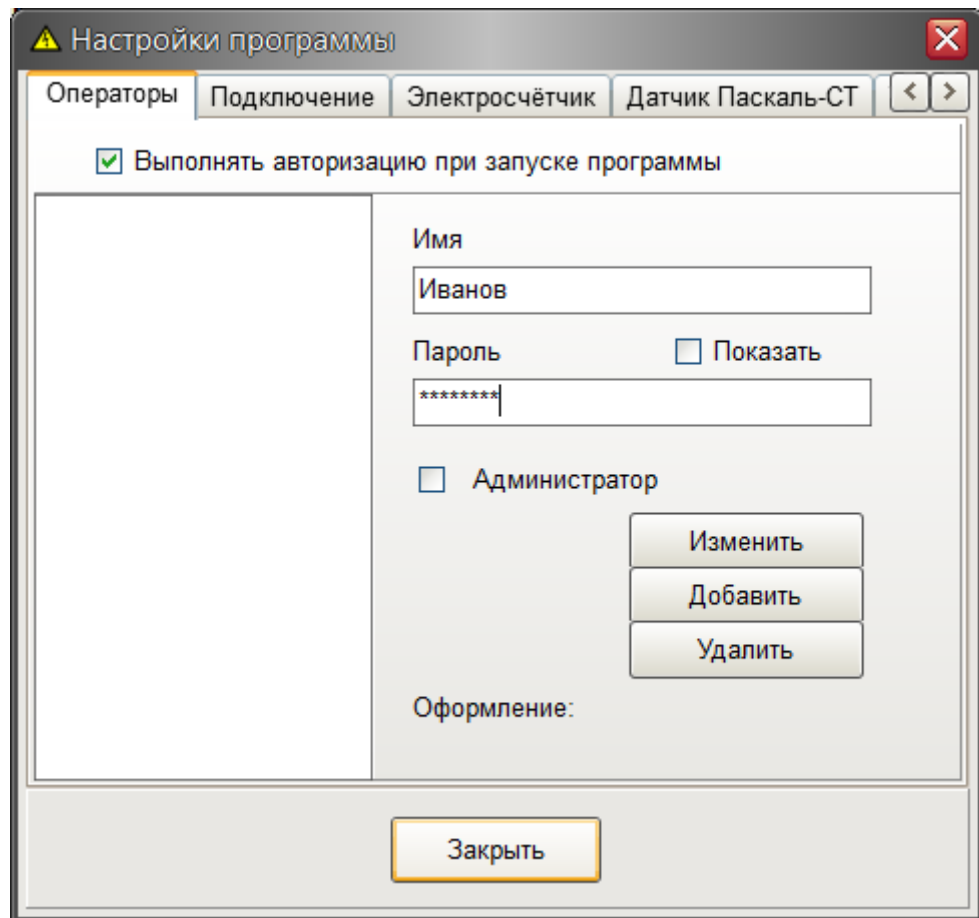 Настройки программы
Операторы Подключение Электросчётчик Датчик Паскаль-СТ
Выполнять авторизацию при запуске программы
Имя
Иванов
Пароль Показать
********
Администратор
Изменить
Добавить
Удалить
Оформление:
Закрыть